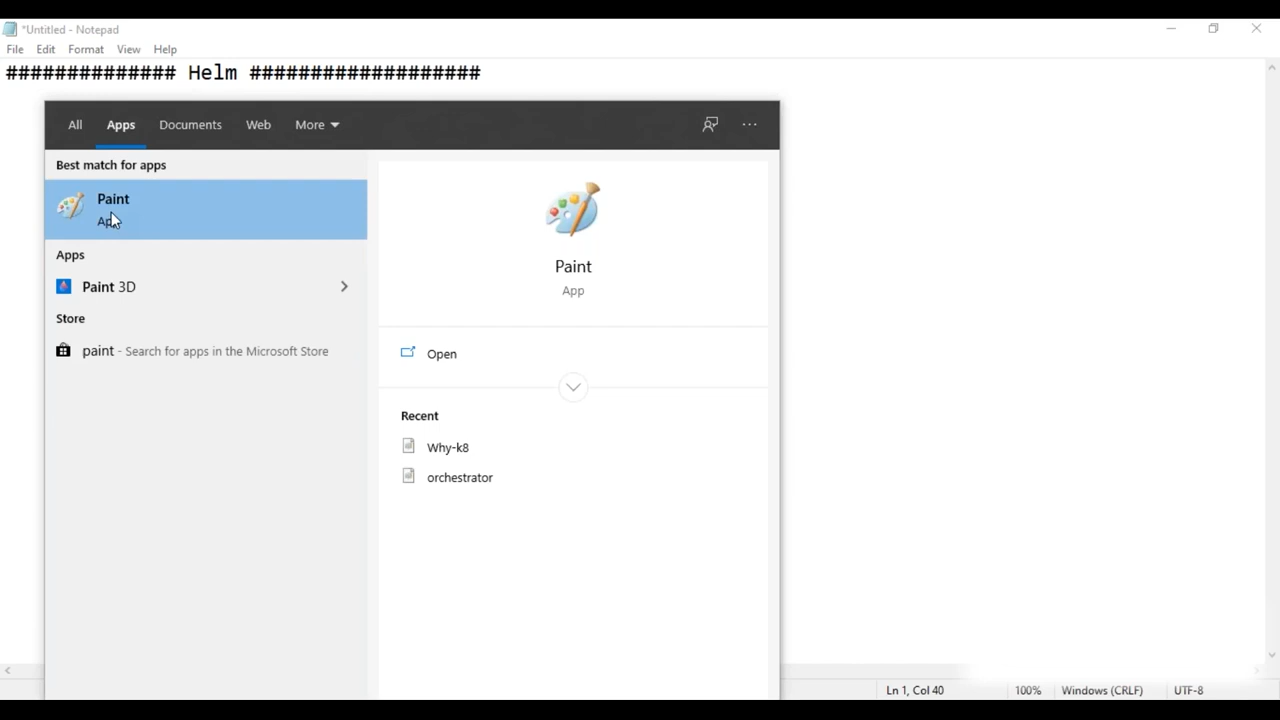 *Untitled - Notepad
File Edit Format View Help
############## Helm ###################
All Apps Documents Web More
Best match for apps
Paint
App
Apps
Paint 3D
Store
paint - Search for apps in the Microsoft Store
Paint
App
Open
Recent
Why-k8
orchestrator
Ln 1, Col 40 100% Windows (CRLF) UTF-8